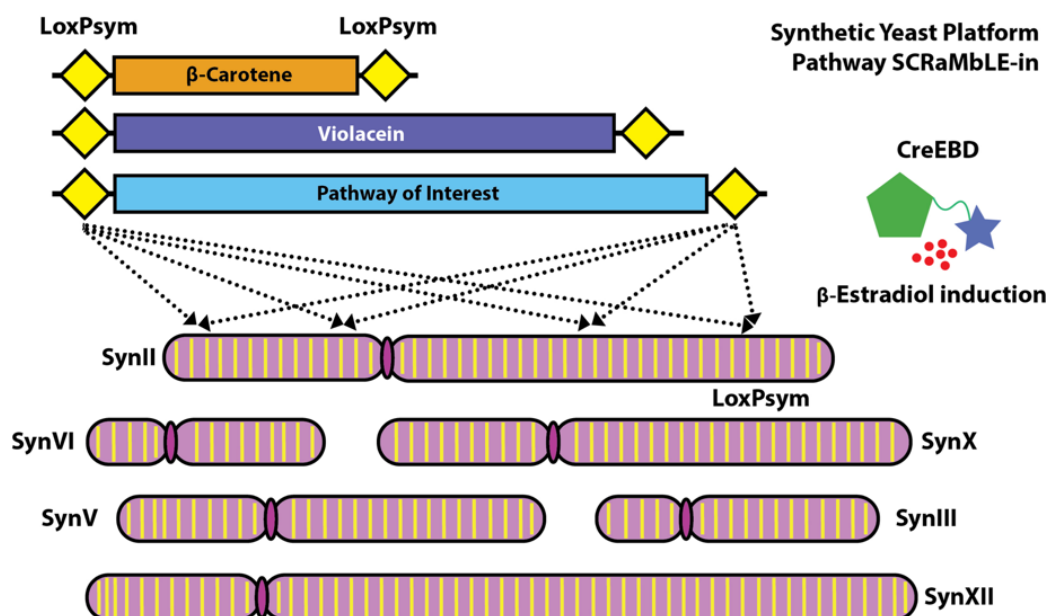 LoxPsym
LoxPsym
Synthetic Yeast Platform
Pathway SCRaMbLE-in
β-Carotene
Violacein
CreEBD
Pathway of Interest
β-Estradiol induction
SynII
LoxPsym
SynVI
SynX
SynV
SynIII
SynXII